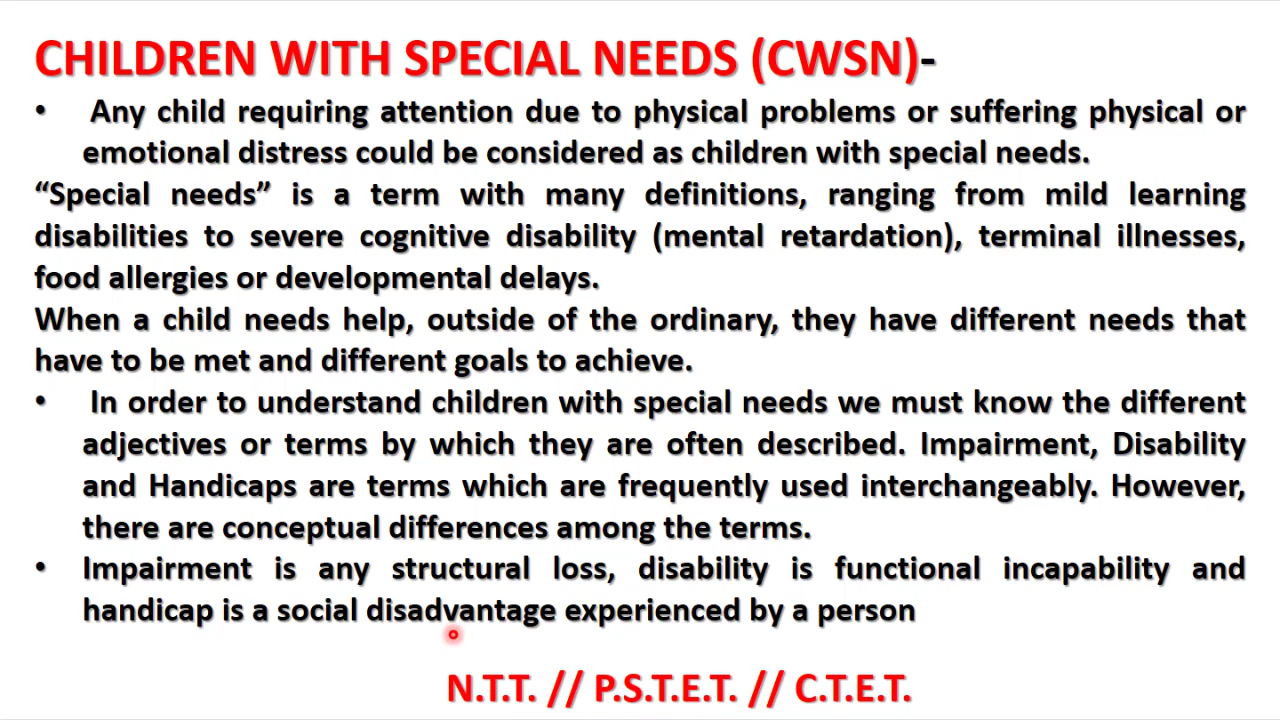 CHILDREN WITH SPECIAL NEEDS (CWSN)-
• Any child requiring attention due to physical problems or suffering physical or
emotional distress could be considered as children with special needs.
“Special needs” is a term with many definitions, ranging from mild learning
disabilities to severe cognitive disability (mental retardation), terminal illnesses,
food allergies or developmental delays.
When a child needs help, outside of the ordinary, they have different needs that
have to be met and different goals to achieve.
• In order to understand children with special needs we must know the different
adjectives or terms by which they are often described. Impairment, Disability
and Handicaps are terms which are frequently used interchangeably. However,
there are conceptual differences among the terms.
• Impairment is any structural loss, disability is functional incapability and
handicap is a social disadvantage experienced by a person
N.T.T. // P.S.T.E.T. // C.T.E.T.